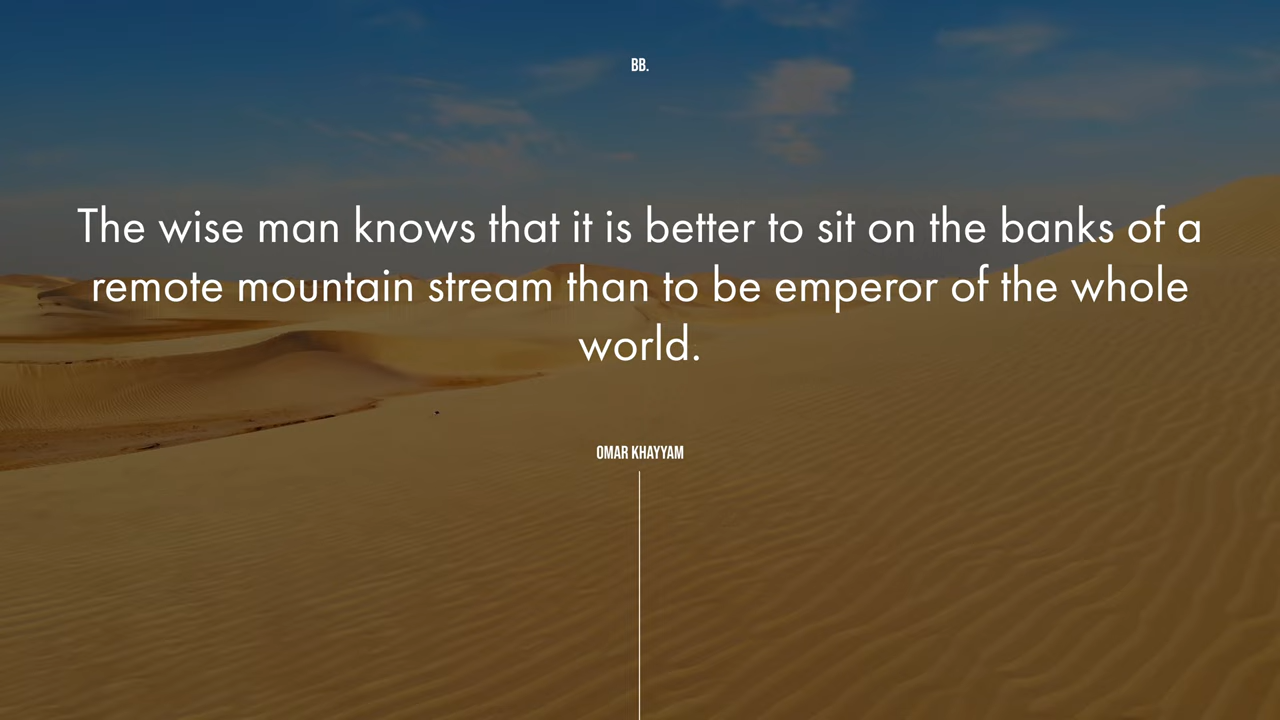 BB.
The wise man knows that it is better to sit on the banks of a
remote mountain stream than to be emperor of the whole
world.
OMAR KHAYYAM